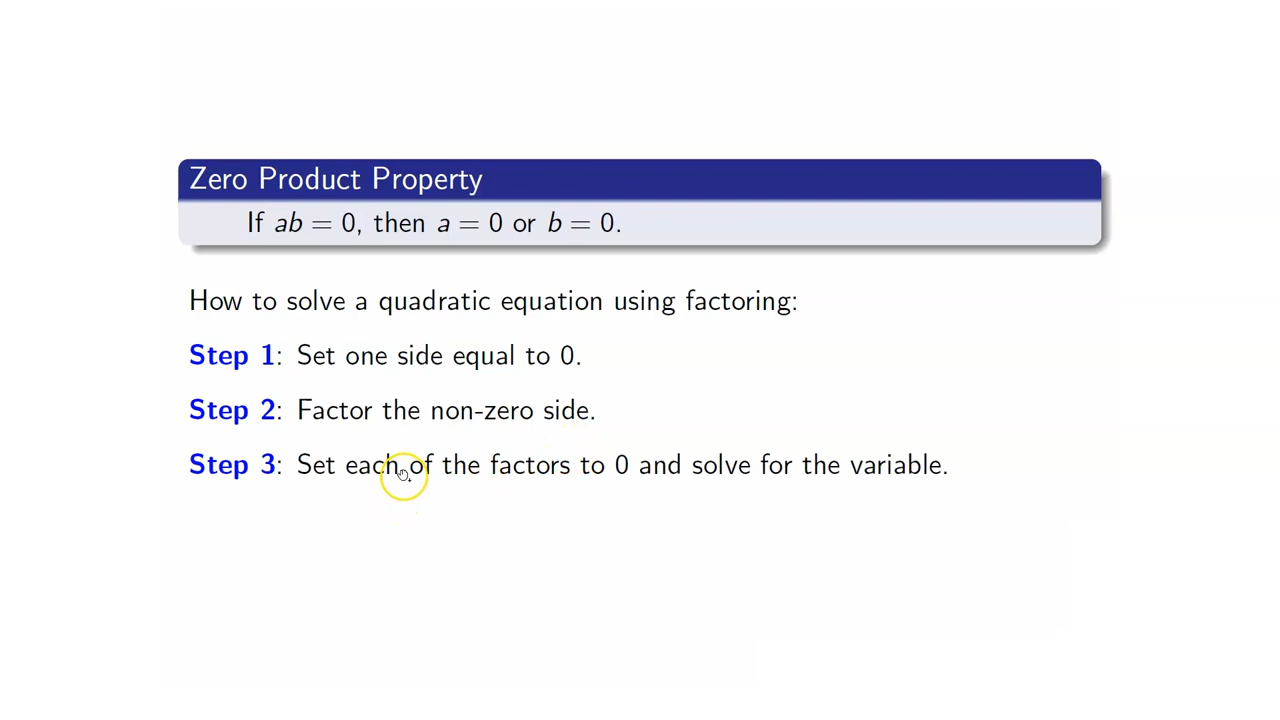 Zero Product Property
If ab = 0, then a = 0 or b = 0.
How to solve a quadratic equation using factoring:
Step 1: Set one side equal to 0.
Step 2: Factor the non-zero side.
Step 3: Set each of the factors to 0 and solve for the variable.